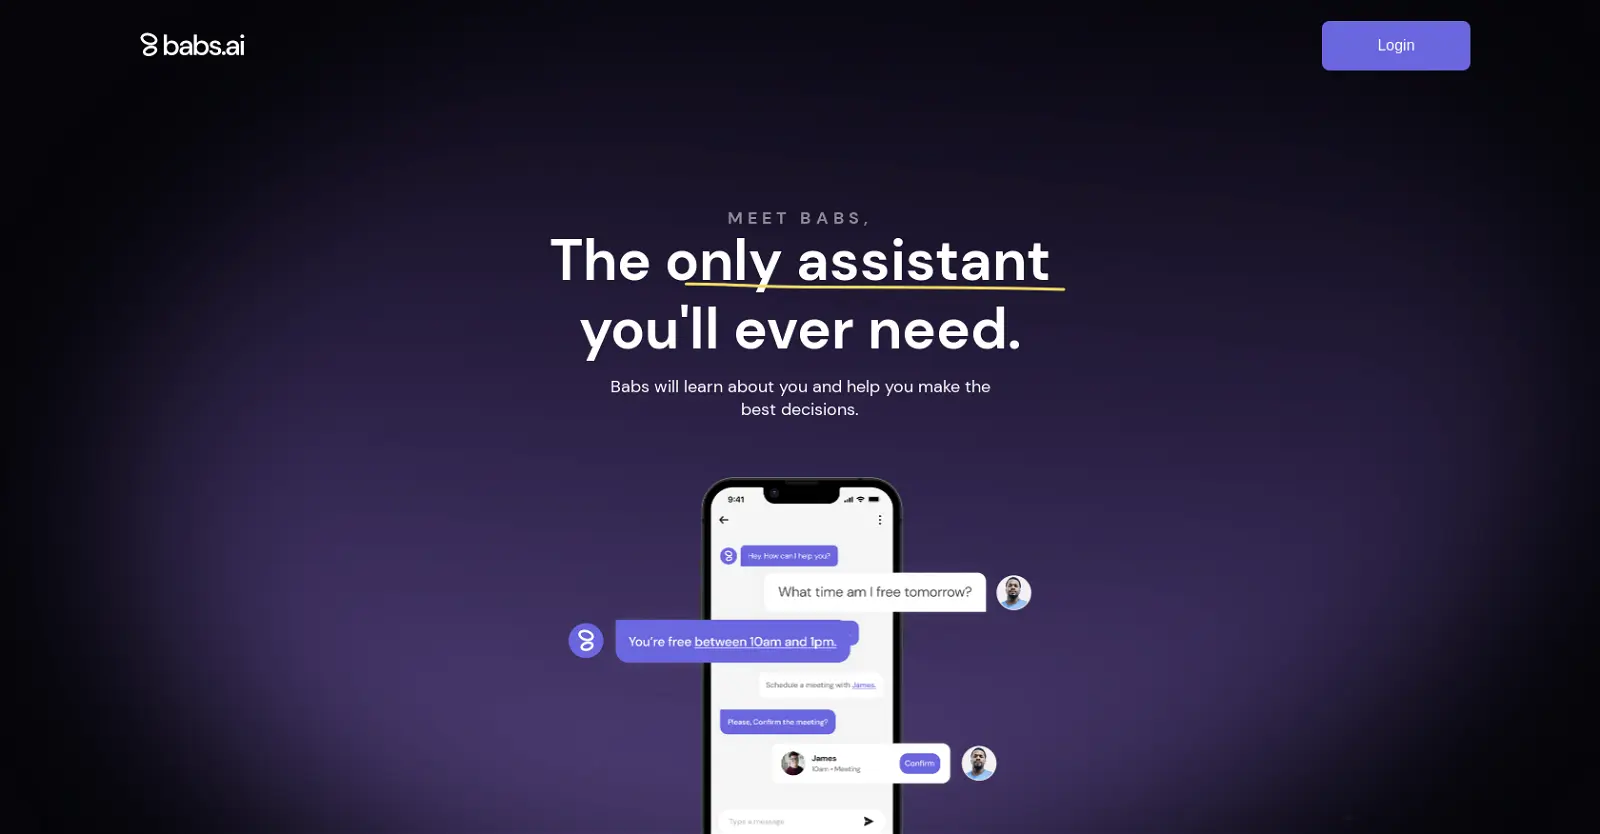 babs.ai
Login
MEET BABS,
The only assistant
you'll ever need.
Babs will learn about you and help you make the
best decisions.
9:41
Hey. How can I help you?
What time am I free tomorrow?
You're free between 10am and 1pm.
Schedule a meeting with James.
Please, Confirm the meeting?
James
10am • Meeting
Confirm
Type a message